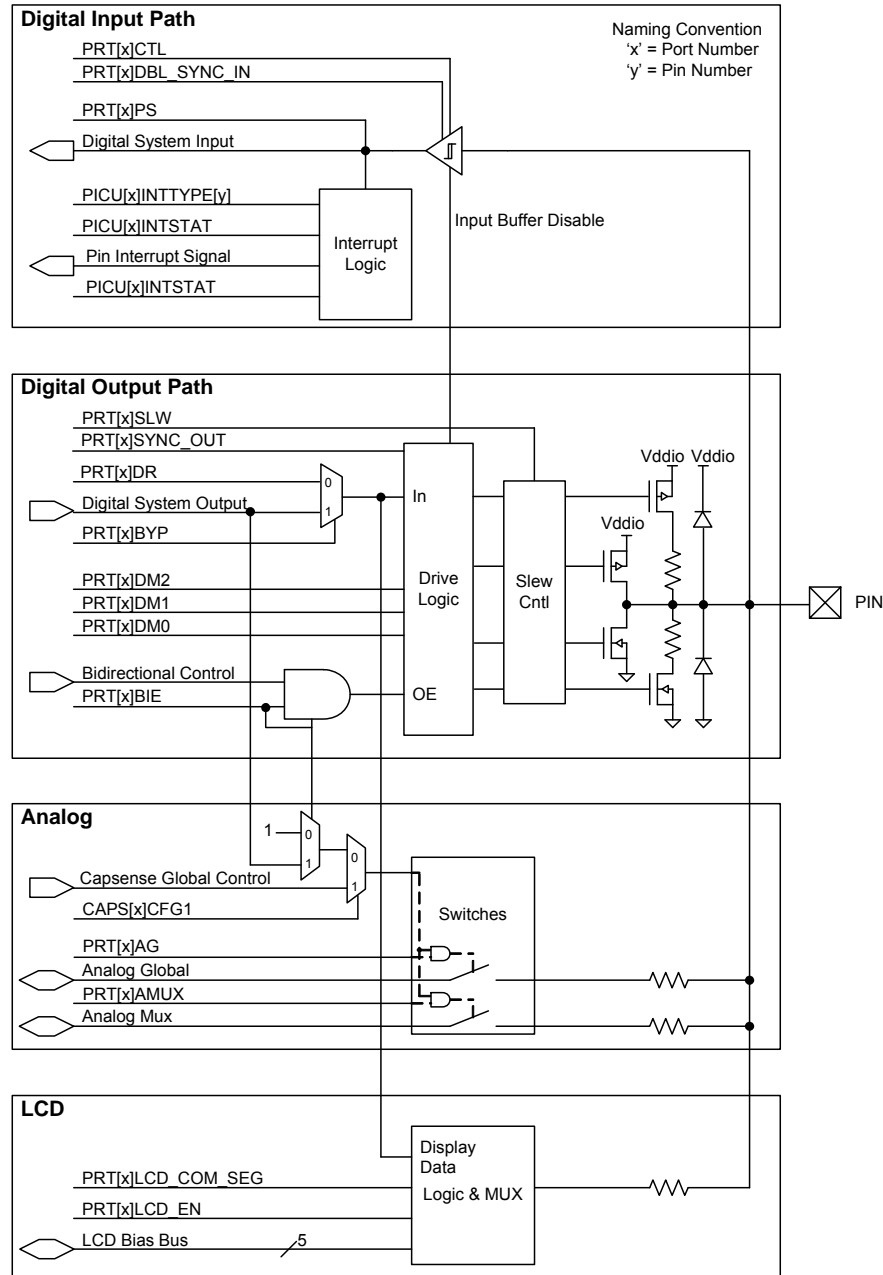 Digital Input Path
Naming Convention
'x' = Port Number
'y' = Pin Number
PRT[x]CTL
PRT[x]DBL_SYNC_IN
PRT[x]PS
Digital System Input
PICU[x]INTTYPE[y]
PICU[x]INTSTAT
Pin Interrupt Signal
PICU[x]INTSTAT
Interrupt
Logic
Input Buffer Disable
Digital Output Path
PRT[x]SLW
PRT[x]SYNC_OUT
PRT[x]DR
Digital System Output
PRT[x]BYP
0
1
PRT[x]DM2
PRT[x]DM1
PRT[x]DM0
Bidirectional Control
PRT[x]BIE
In
Drive
Logic
OE
Slew
Cntl
Vddio Vddio
Vddio
PIN
Analog
1
0
1
0
1
Capsense Global Control
CAPS[x]CFG1
Switches
PRT[x]AG
Analog Global
PRT[x]AMUX
Analog Mux
LCD
Display
Data
Logic & MUX
PRT[x]LCD_COM_SEG
PRT[x]LCD_EN
LCD Bias Bus
5